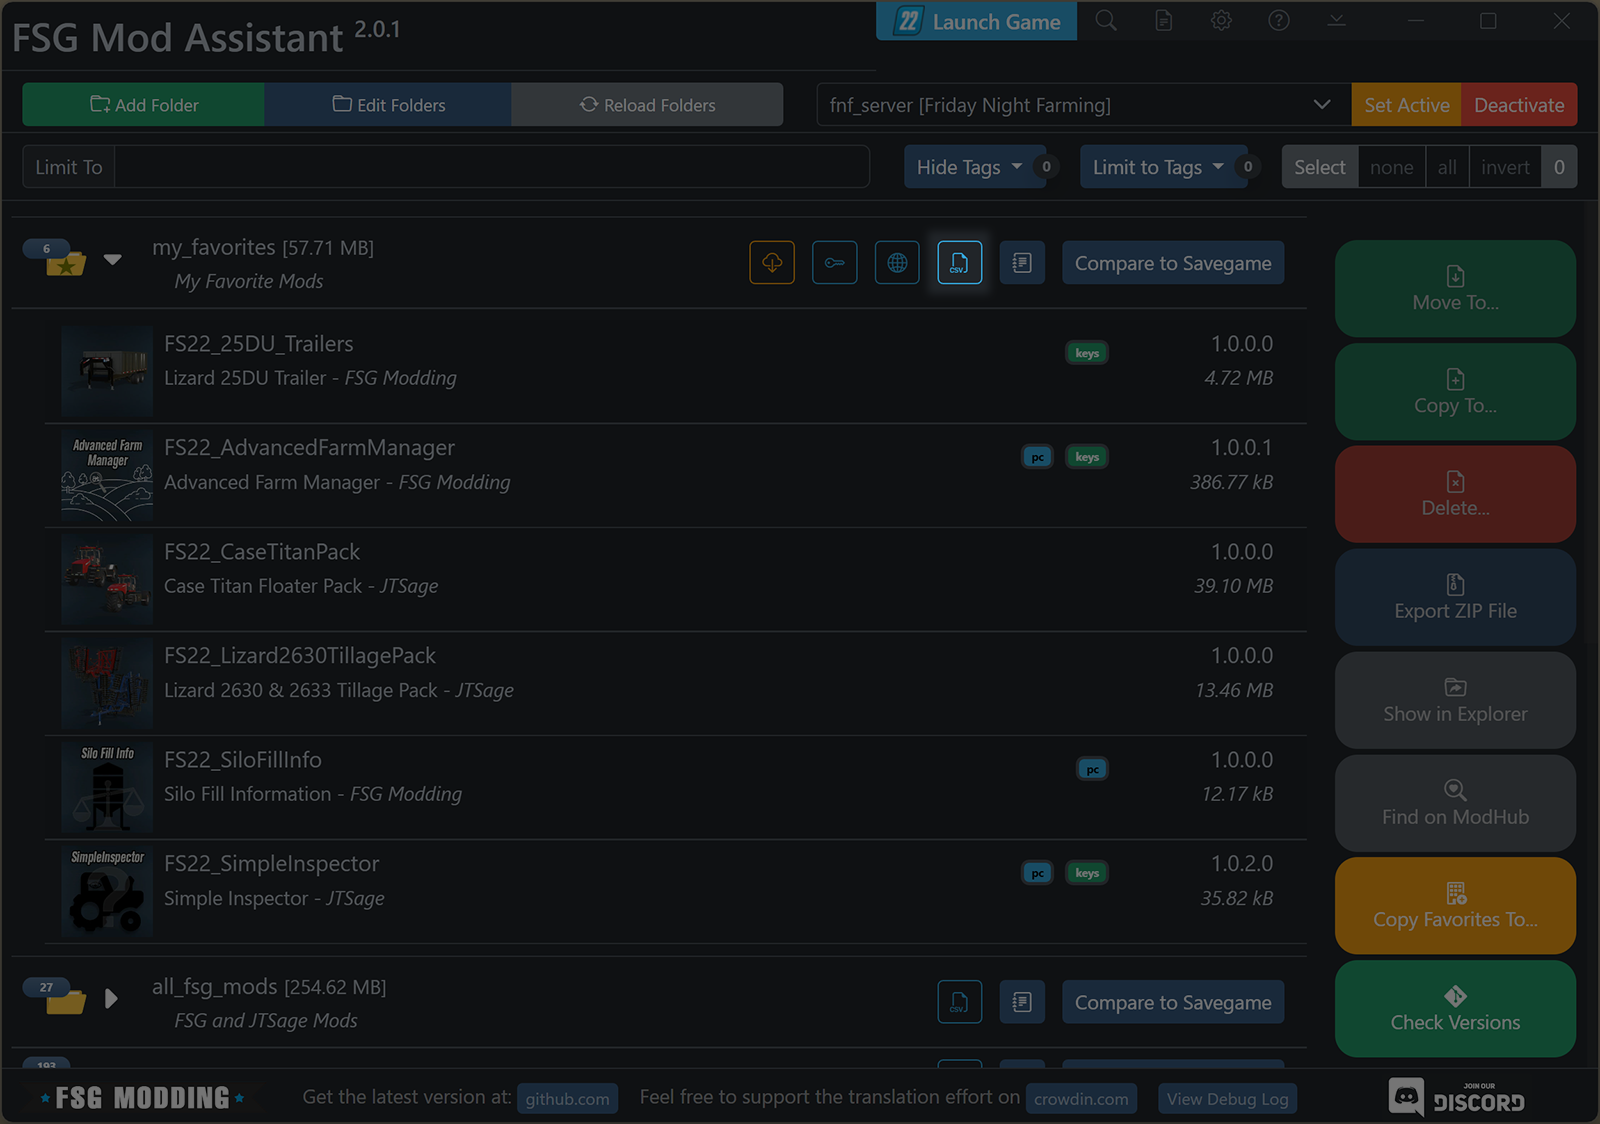 FSG Mod Assistant 2.0.1
22 Launch Game
Add Folder
Edit Folders
Reload Folders
fnf_server [Friday Night Farming]
Set Active
Deactivate
Limit To
Hide Tags 0
Limit to Tags 0
Select none all invert 0
6
my_favorites [57.71 MB]
My Favorite Mods
CSV
Compare to Savegame
FS22_25DU_Trailers
Lizard 25DU Trailer - FSG Modding
keys
1.0.0.0
4.72 MB
Advanced Farm
Manager
FS22_AdvancedFarmManager
Advanced Farm Manager - FSG Modding
pc keys
1.0.0.1
386.77 kB
FS22_CaseTitanPack
Case Titan Floater Pack - JTSage
1.0.0.0
39.10 MB
FS22_Lizard2630TillagePack
Lizard 2630 & 2633 Tillage Pack - JTSage
1.0.0.0
13.46 MB
Silo Fill Info
FS22_SiloFillInfo
Silo Fill Information - FSG Modding
pc
1.0.0.0
12.17 kB
SimpleInspector
FS22_SimpleInspector
Simple Inspector - JTSage
pc keys
1.0.2.0
35.82 kB
27
all_fsg_mods [254.62 MB]
FSG and JTSage Mods
CSV
Compare to Savegame
193
Move To...
Copy To...
Delete...
Export ZIP File
Show in Explorer
Find on ModHub
Copy Favorites To...
Check Versions
FSG MODDING
Get the latest version at: github.com
Feel free to support the translation effort on crowdin.com
View Debug Log
JOIN OUR
DISCORD